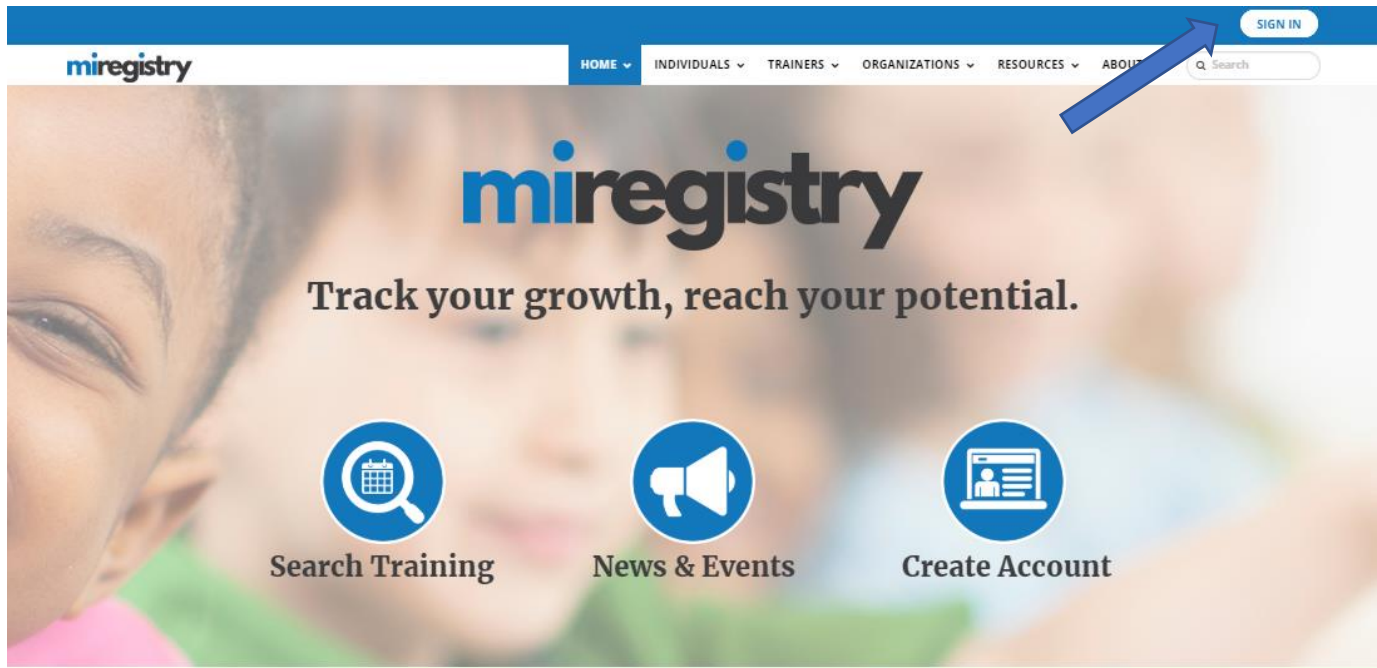 SIGN IN
miregistry
HOME INDIVIDUALS TRAINERS ORGANIZATIONS RESOURCES ABOUT Search
miregistry
Track your growth, reach your potential.
Search Training News & Events Create Account